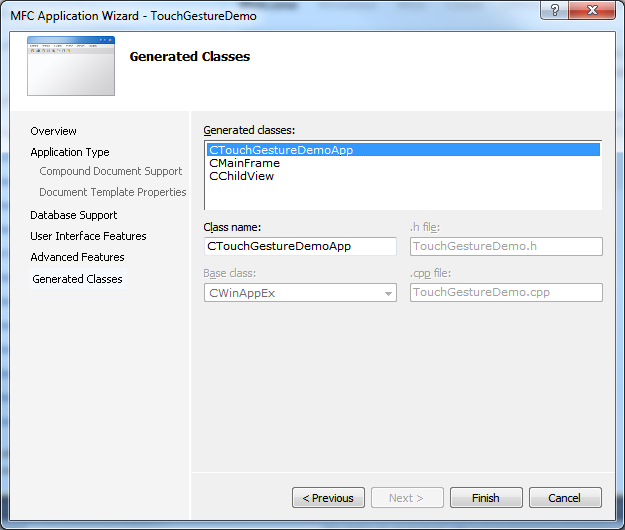 MFC Application Wizard - TouchGestureDemo
Generated Classes
Overview
Application Type
Compound Document Support
Document Template Properties
Database Support
User Interface Features
Advanced Features
Generated Classes
Generated classes:
CTouchGestureDemoApp
CMainFrame
CChildView
Class name:
.h file:
CTouchGestureDemoApp
TouchGestureDemo.h
Base class:
.cpp file:
CWinAppEx
TouchGestureDemo.cpp
< Previous
Next >
Finish
Cancel